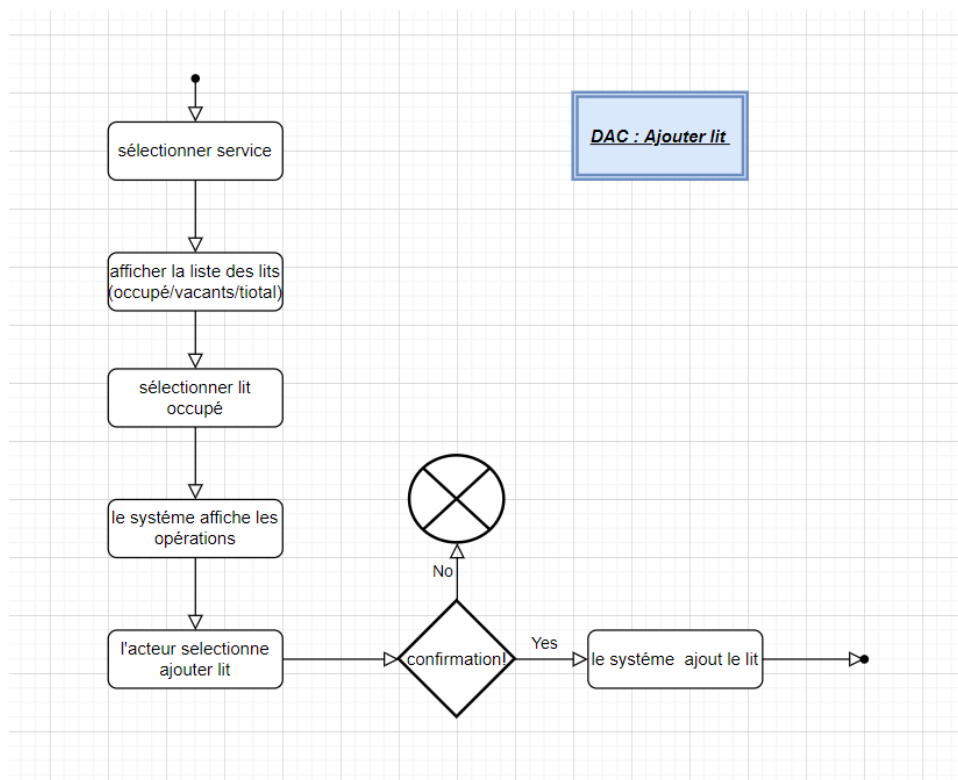 DAC : Ajouter lit
sélectionner service
afficher la liste des lits
(occupé/vacants/tiotal)
sélectionner lit
occupé
le systéme affiche les
opérations
l'acteur selectionne
ajouter lit
confirmation!
No
Yes
le systéme ajout le lit